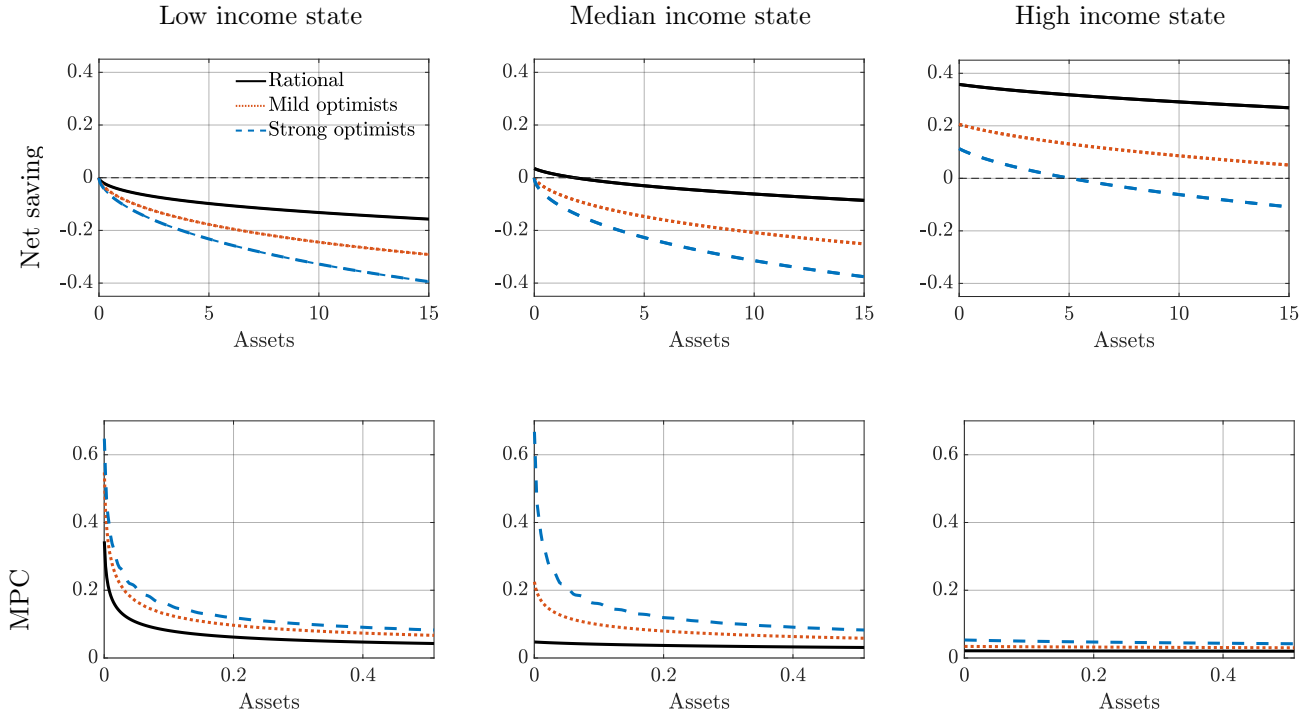 Low income state
Median income state
High income state
Net saving
0.4
0.2
0
-0.2
-0.4
Rational
Mild optimists
Strong optimists
0 5 10 15
Assets
0.4
0.2
0
-0.2
-0.4
0 5 10 15
Assets
0.4
0.2
0
-0.2
-0.4
0 5 10 15
Assets
MPC
0.6
0.4
0.2
0
0 0.2 0.4
Assets
0.6
0.4
0.2
0
0 0.2 0.4
Assets
0.6
0.4
0.2
0
0 0.2 0.4
Assets